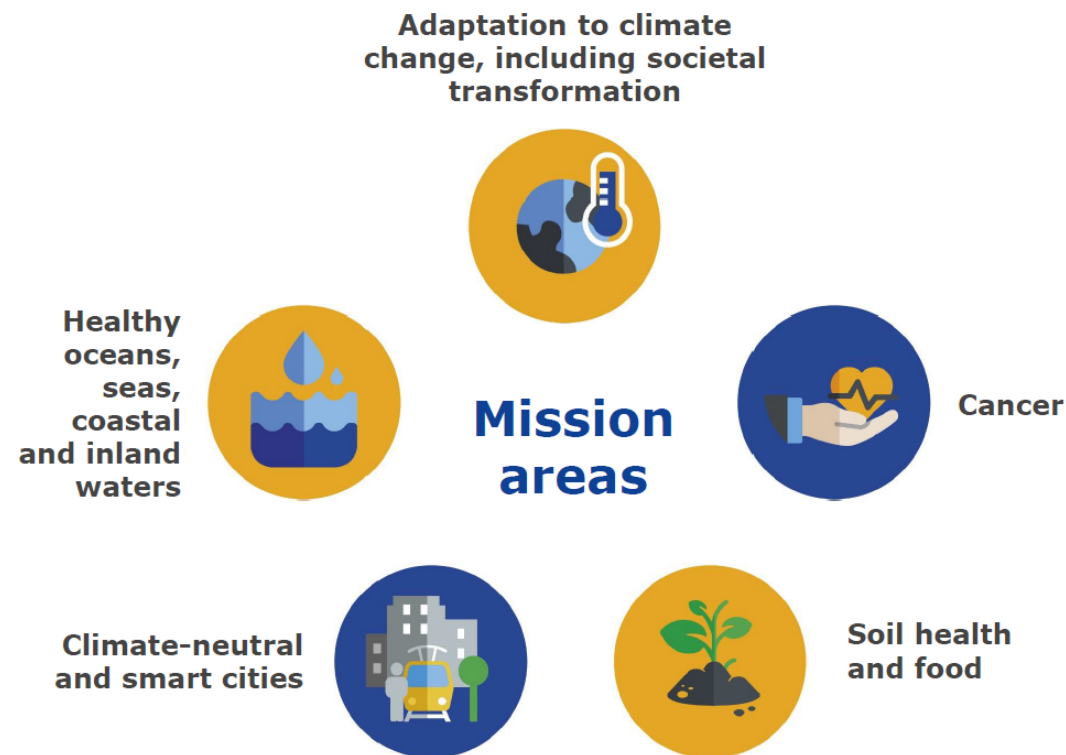 Adaptation to climate
change, including societal
transformation
Healthy
oceans,
seas,
coastal
and inland
waters
Mission
areas
Cancer
Climate-neutral
and smart cities
Soil health
and food